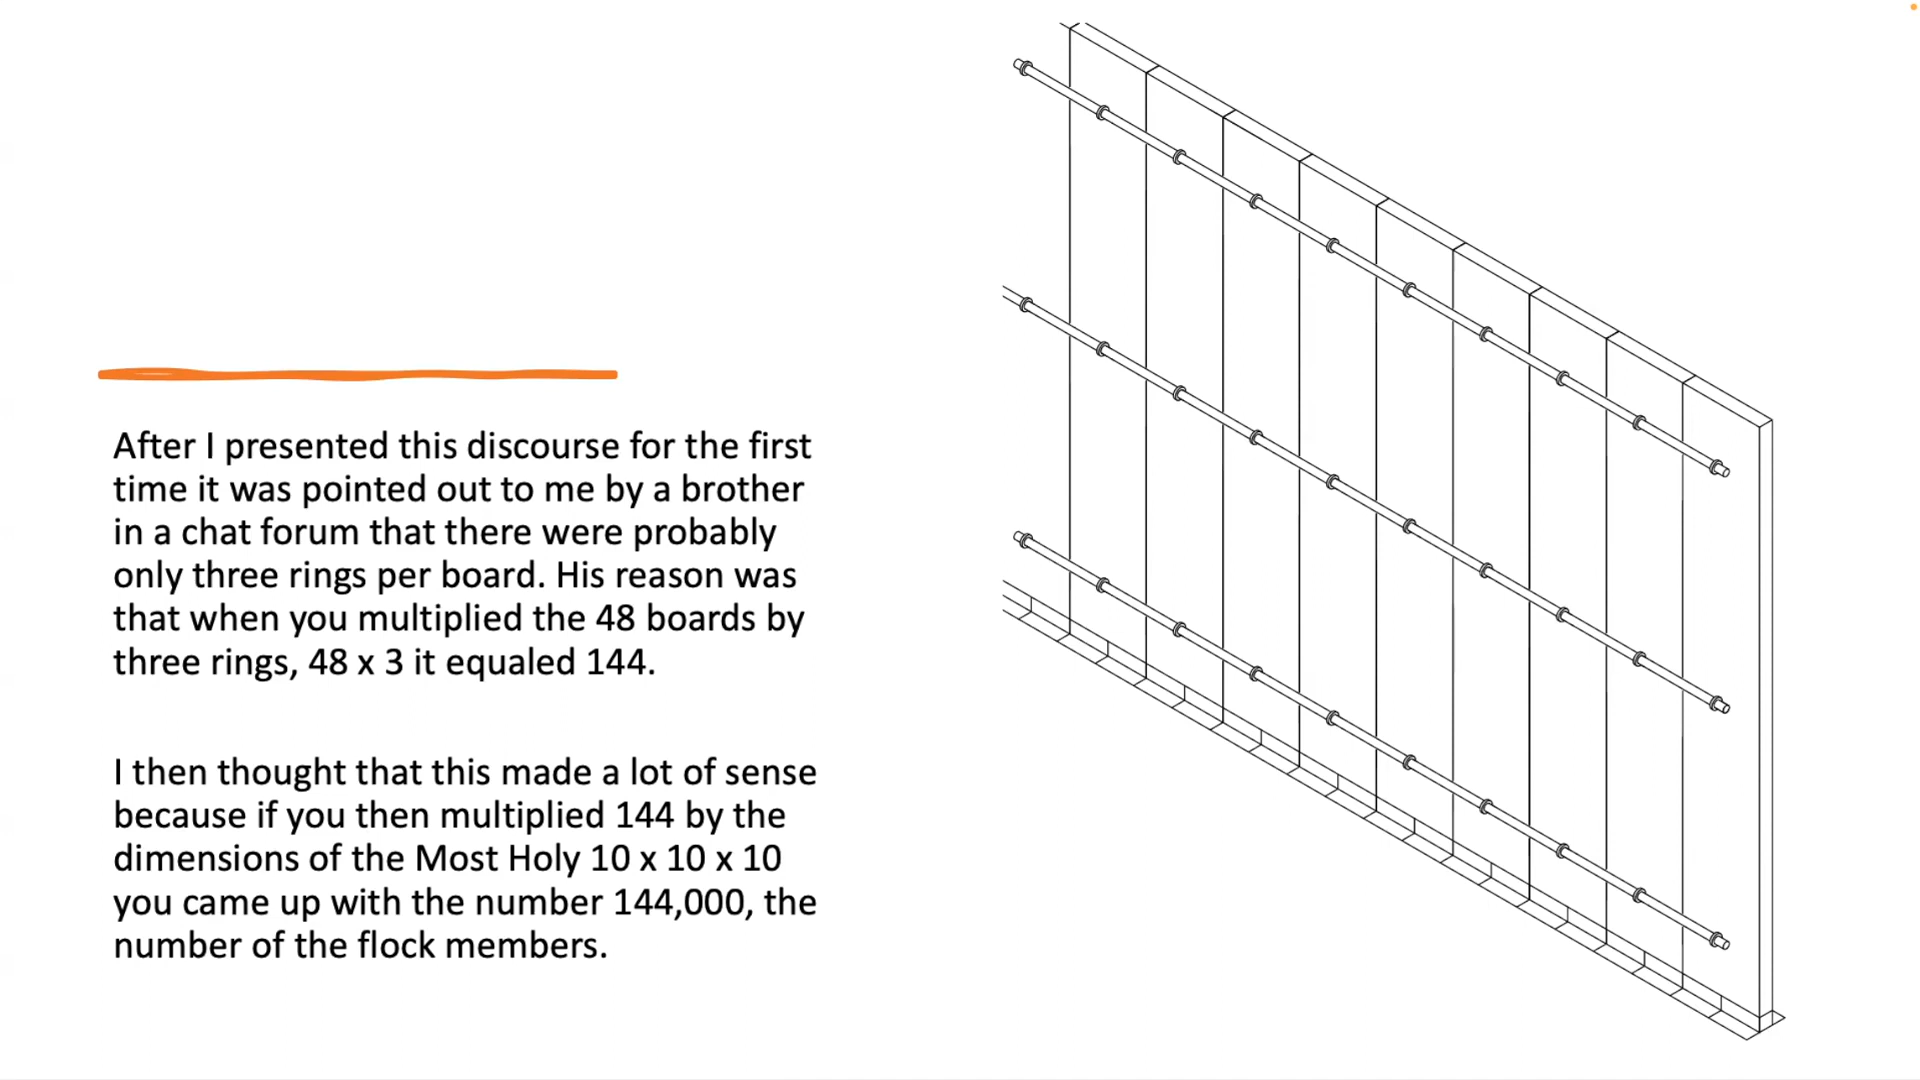 After I presented this discourse for the first
time it was pointed out to me by a brother
in a chat forum that there were probably
only three rings per board. His reason was
that when you multiplied the 48 boards by
three rings, 48 x 3 it equaled 144.
I then thought that this made a lot of sense
because if you then multiplied 144 by the
dimensions of the Most Holy 10 x 10 x 10
you came up with the number 144,000, the
number of the flock members.